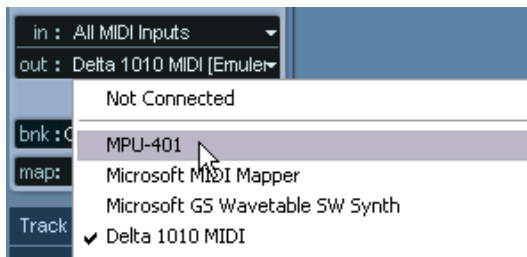 in : All MIDI Inputs
out : Delta 1010 MIDI [Emuler
Not Connected
bnk :
MPU-401
map:
Microsoft MIDI Mapper
Microsoft GS Wavetable SW Synth
Track
Delta 1010 MIDI